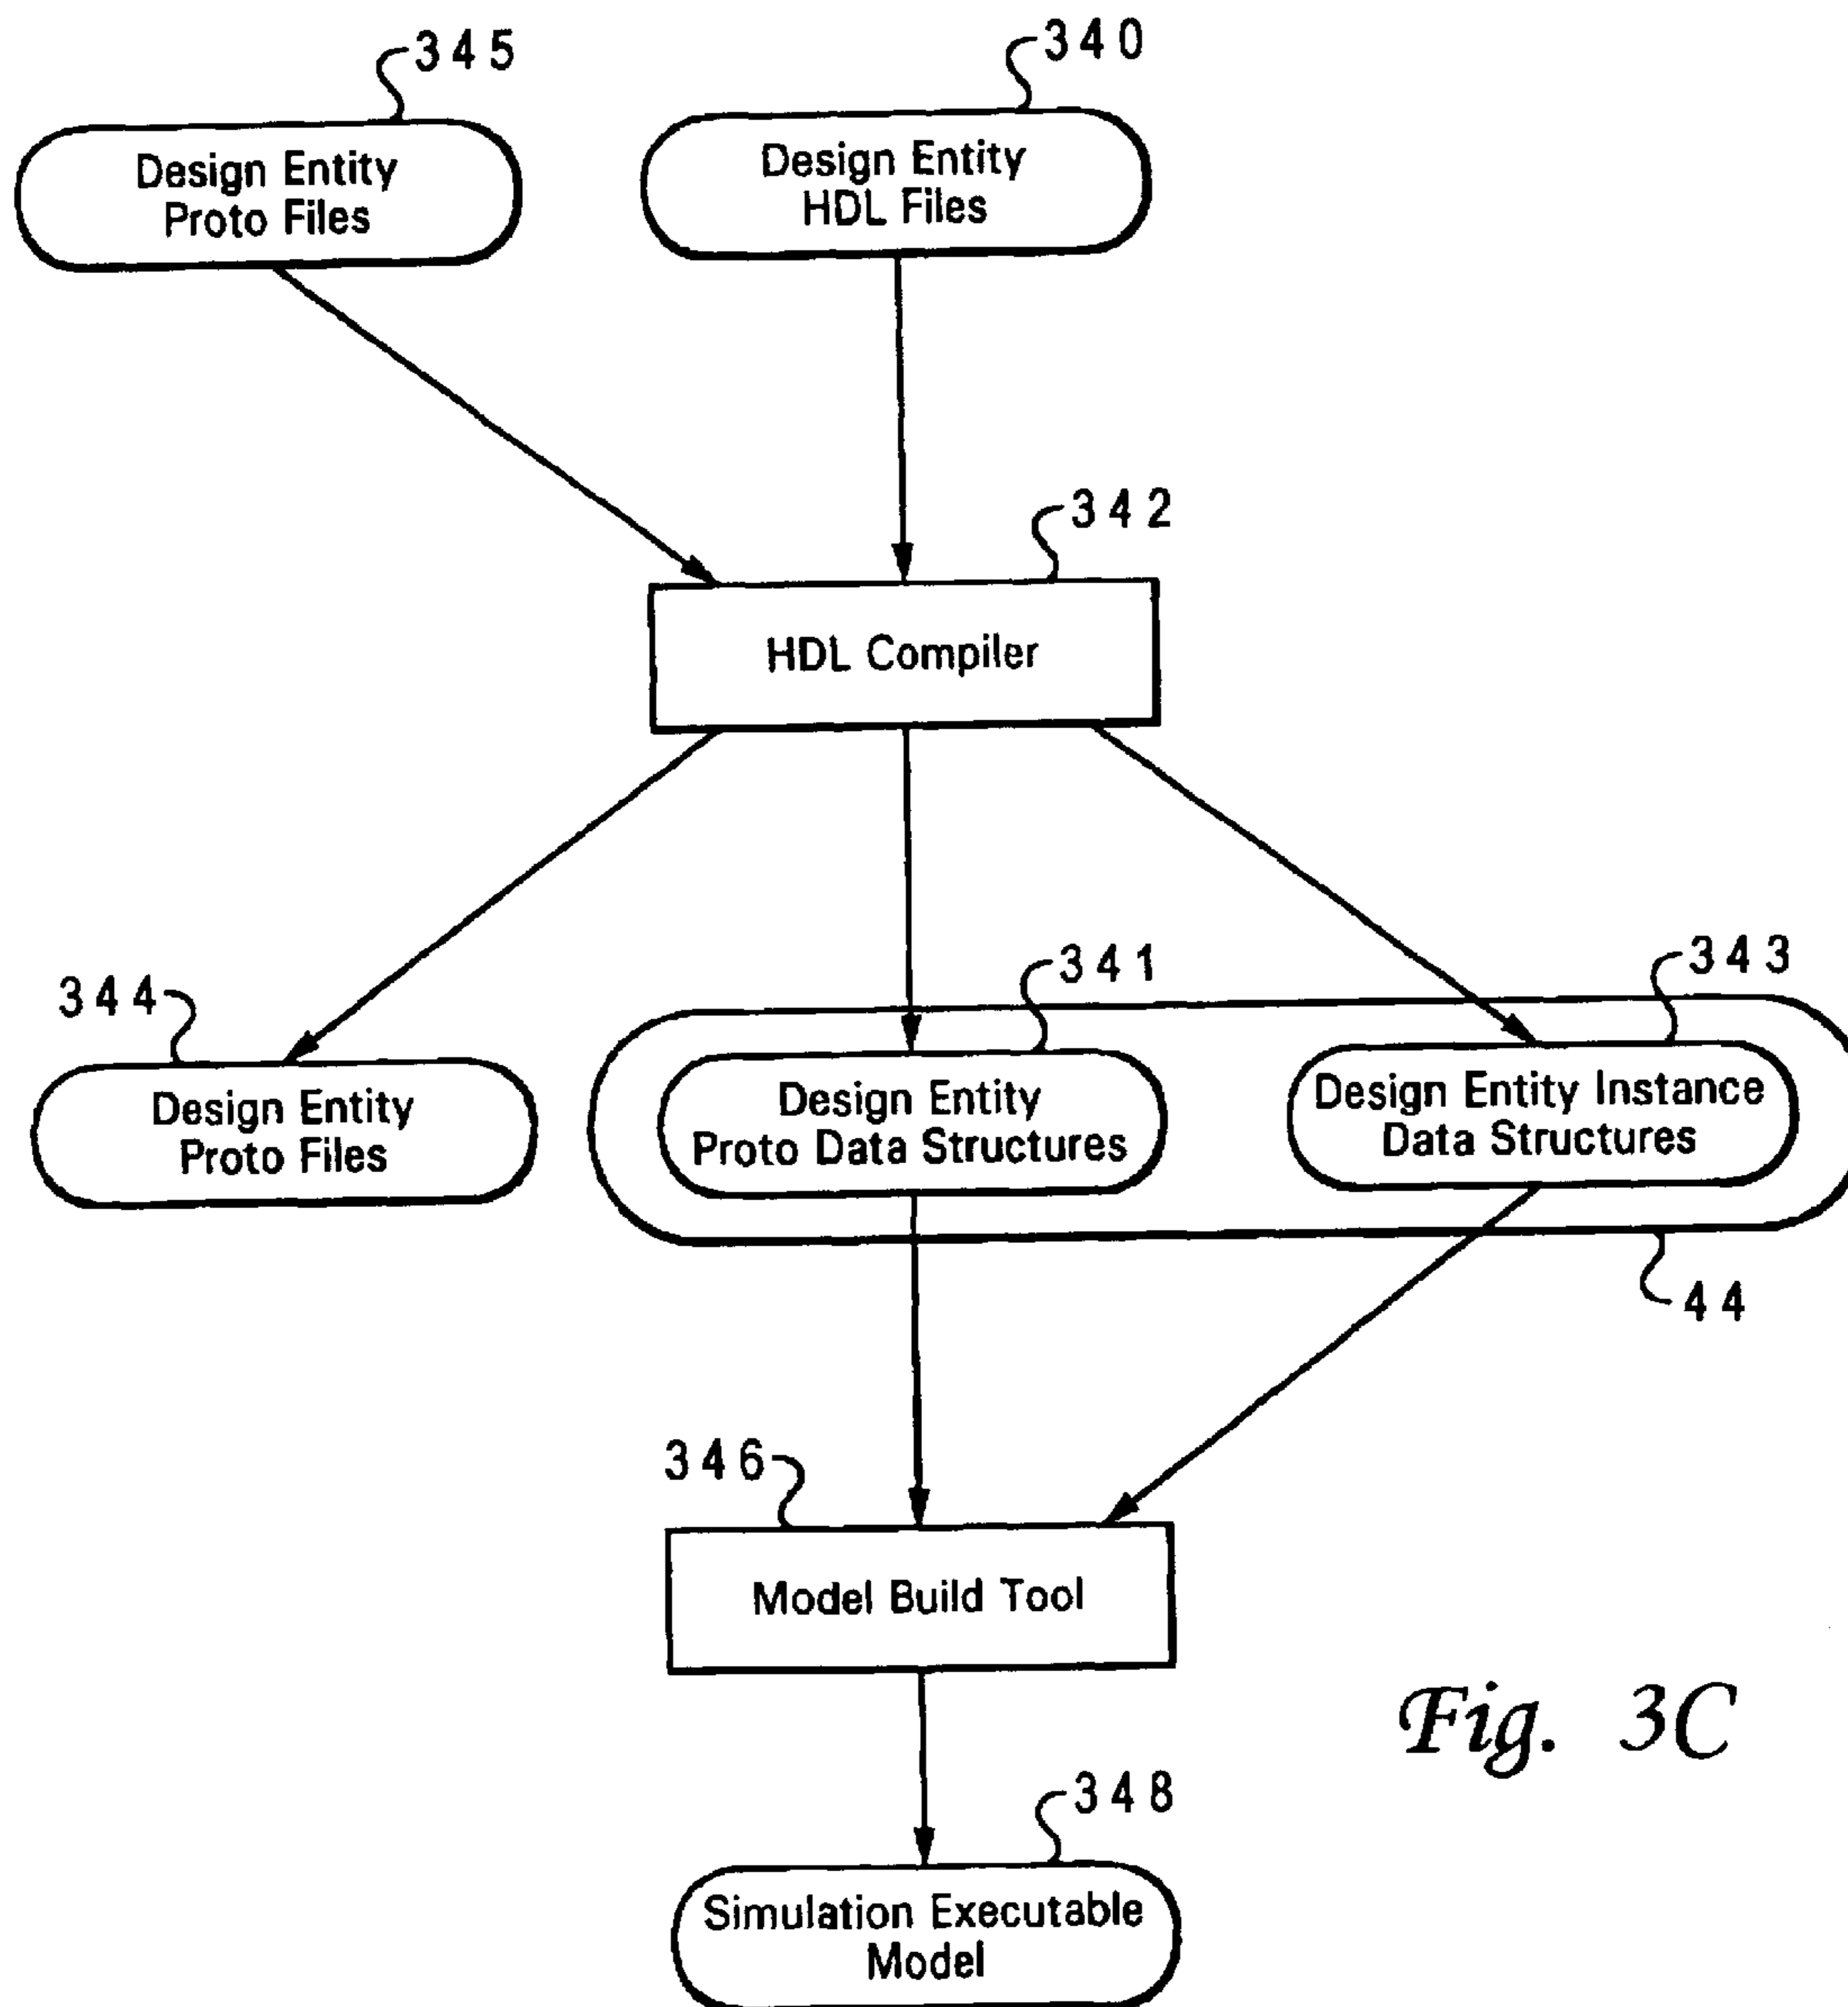 345
340
Design Entity
Proto Files
Design Entity
HDL Files
342
HDL Compiler
344
341
343
Design Entity
Proto Files
Design Entity
Proto Data Structures
Design Entity Instance
Data Structures
44
346
Model Build Tool
Fig. 3C
348
Simulation Executable
Model